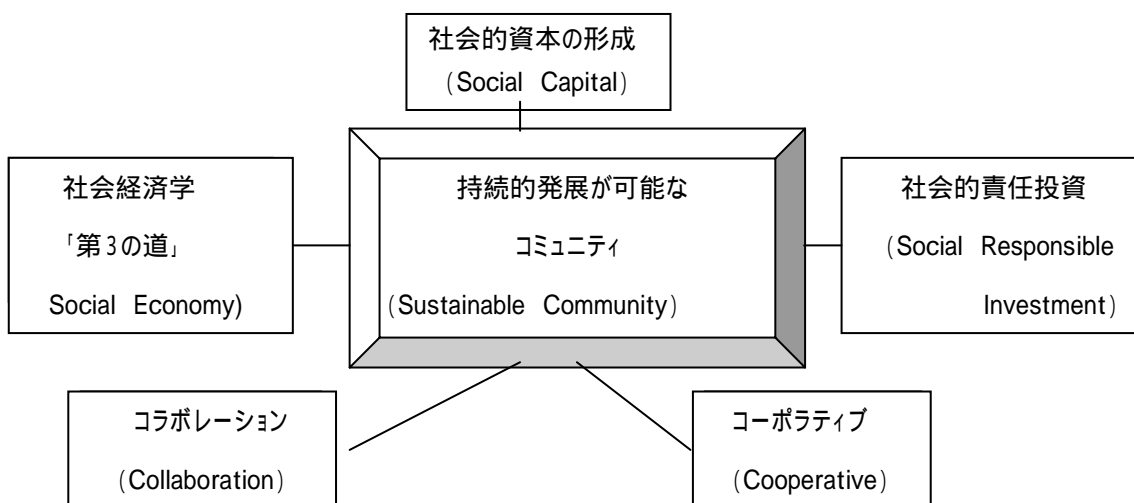 社会的資本の形成
(Social Capital)
社会経済学
「第3の道」
Social Economy)
持続的発展が可能な
コミュニティ
(Sustainable Community)
社会的責任投資
(Social Responsible
Investment)
コラボレーション
(Collaboration)
コーポラティブ
(Cooperative)